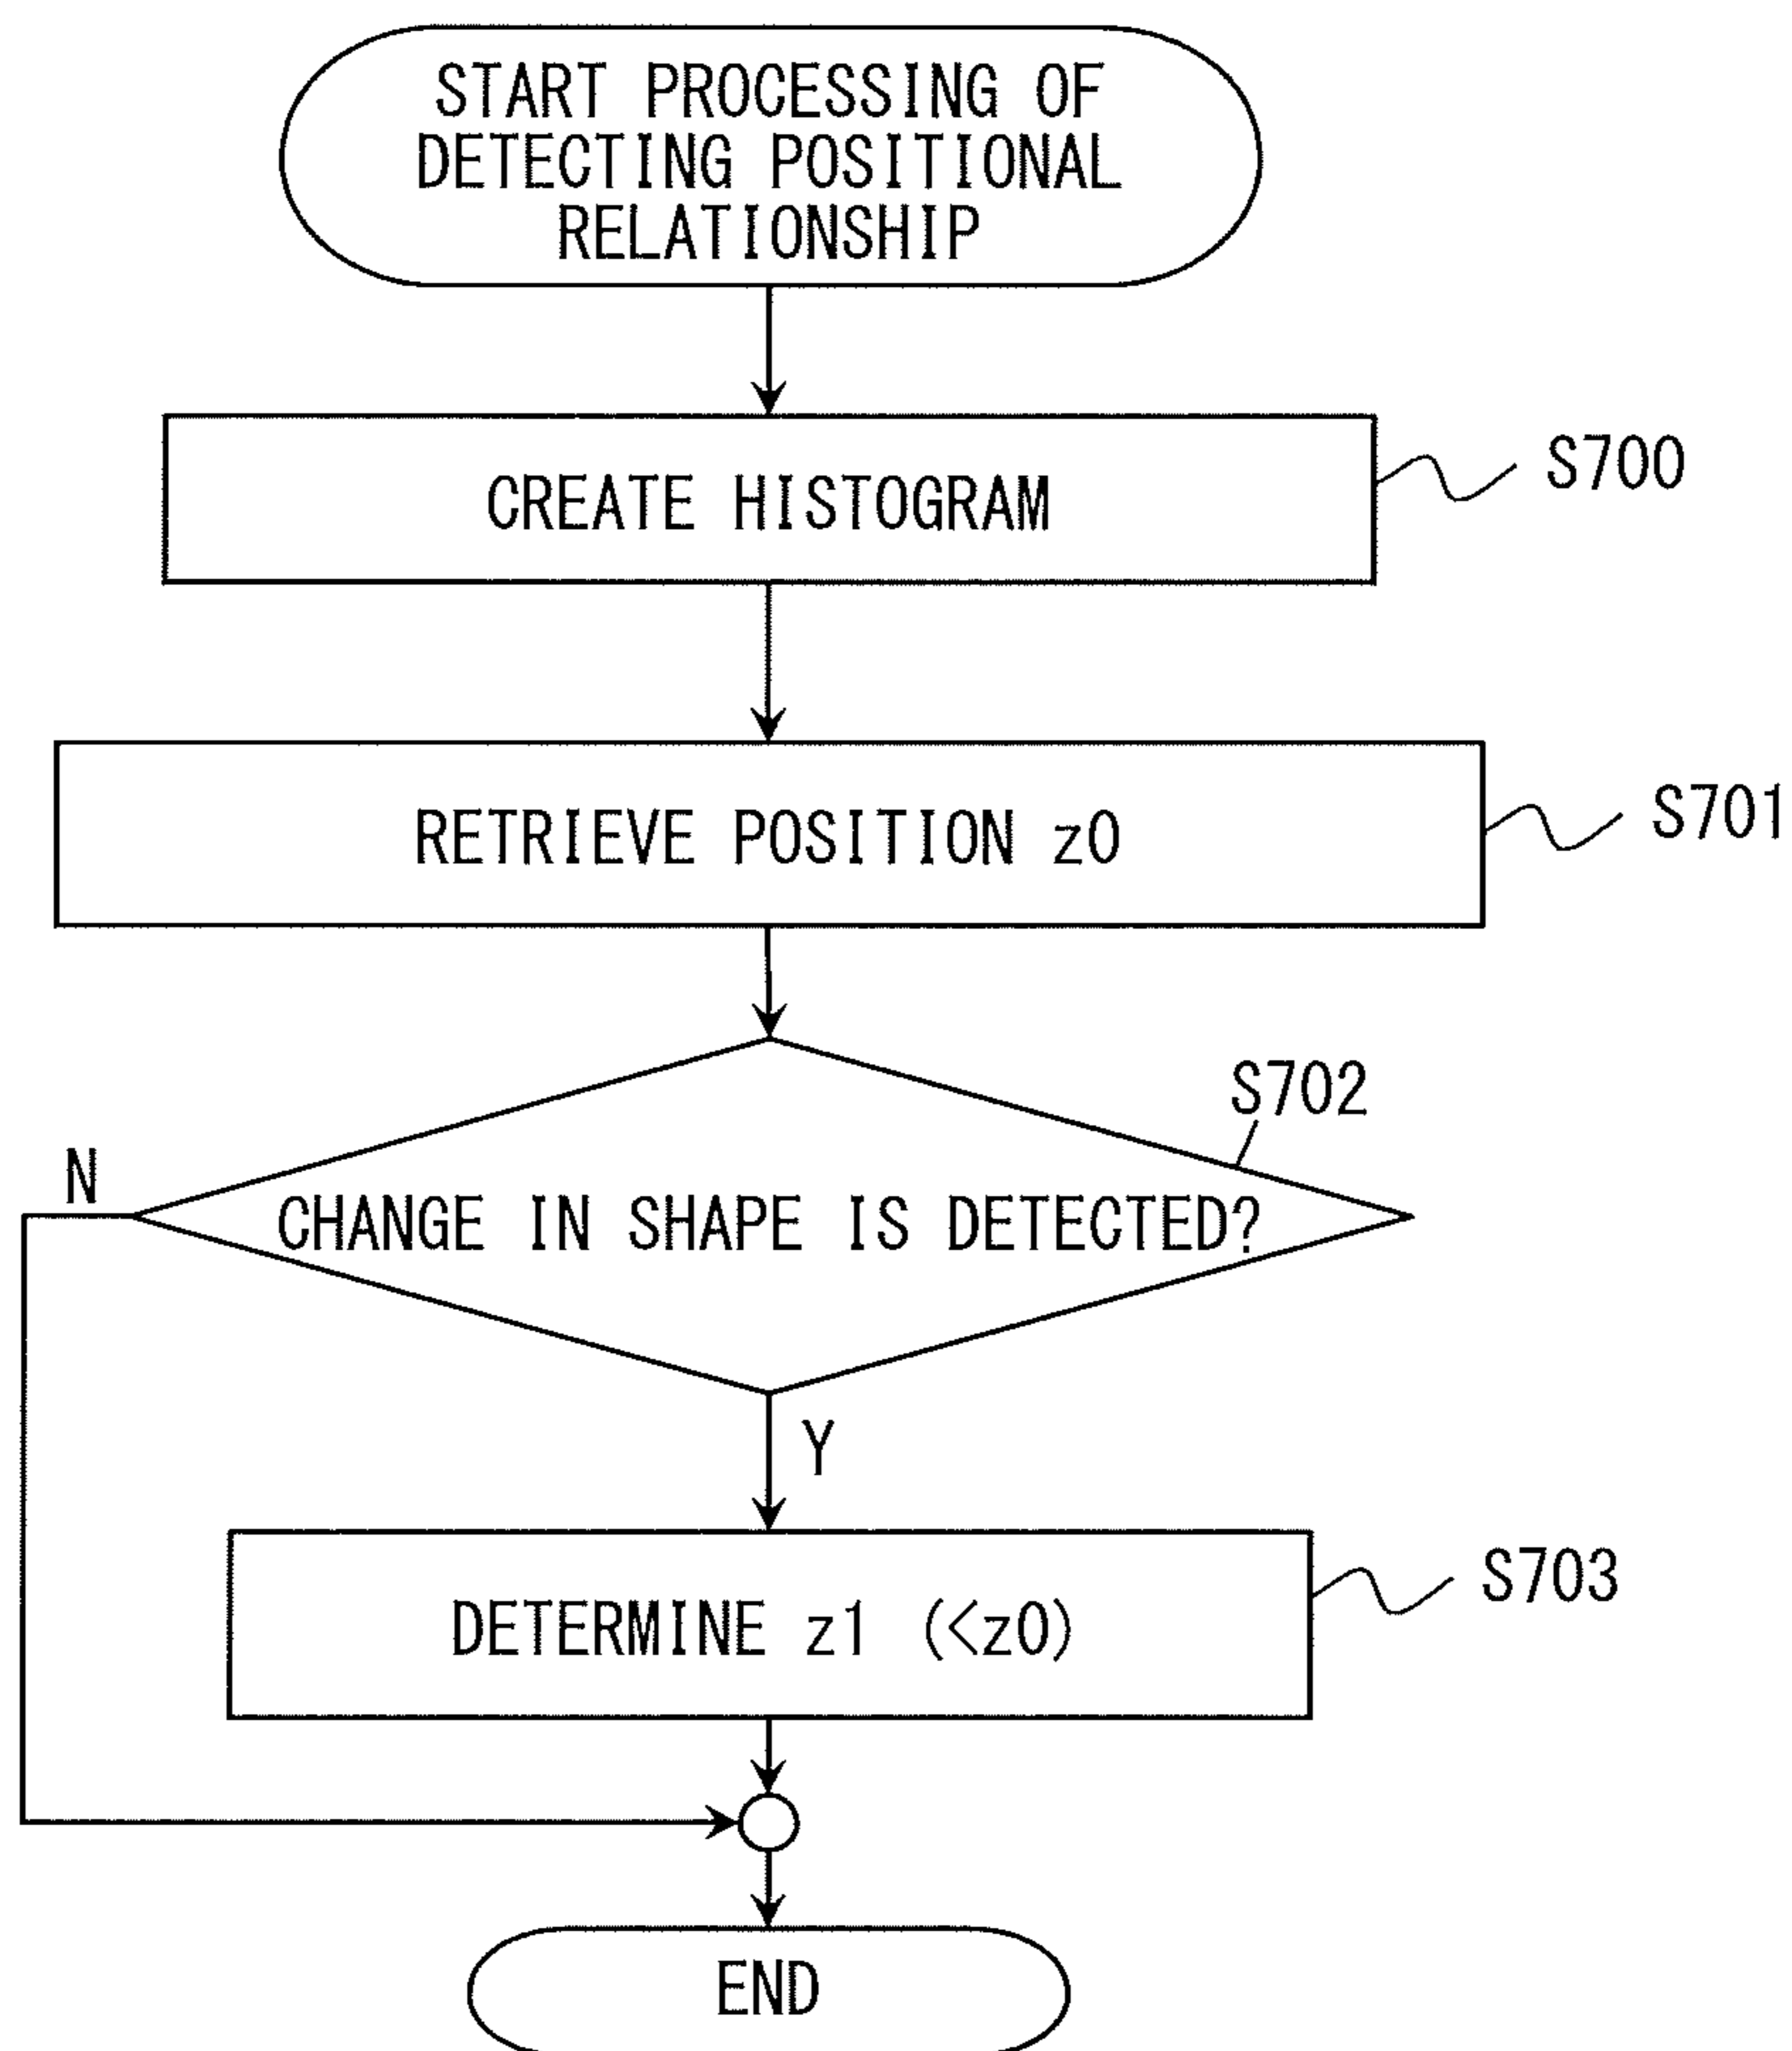 START PROCESSING OF
DETECTING POSITIONAL
RELATIONSHIP
CREATE HISTOGRAM
S700
RETRIEVE POSITION z0
S701
S702
N
CHANGE IN SHAPE IS DETECTED?
Y
DETERMINE z1 (<z0)
S703
END